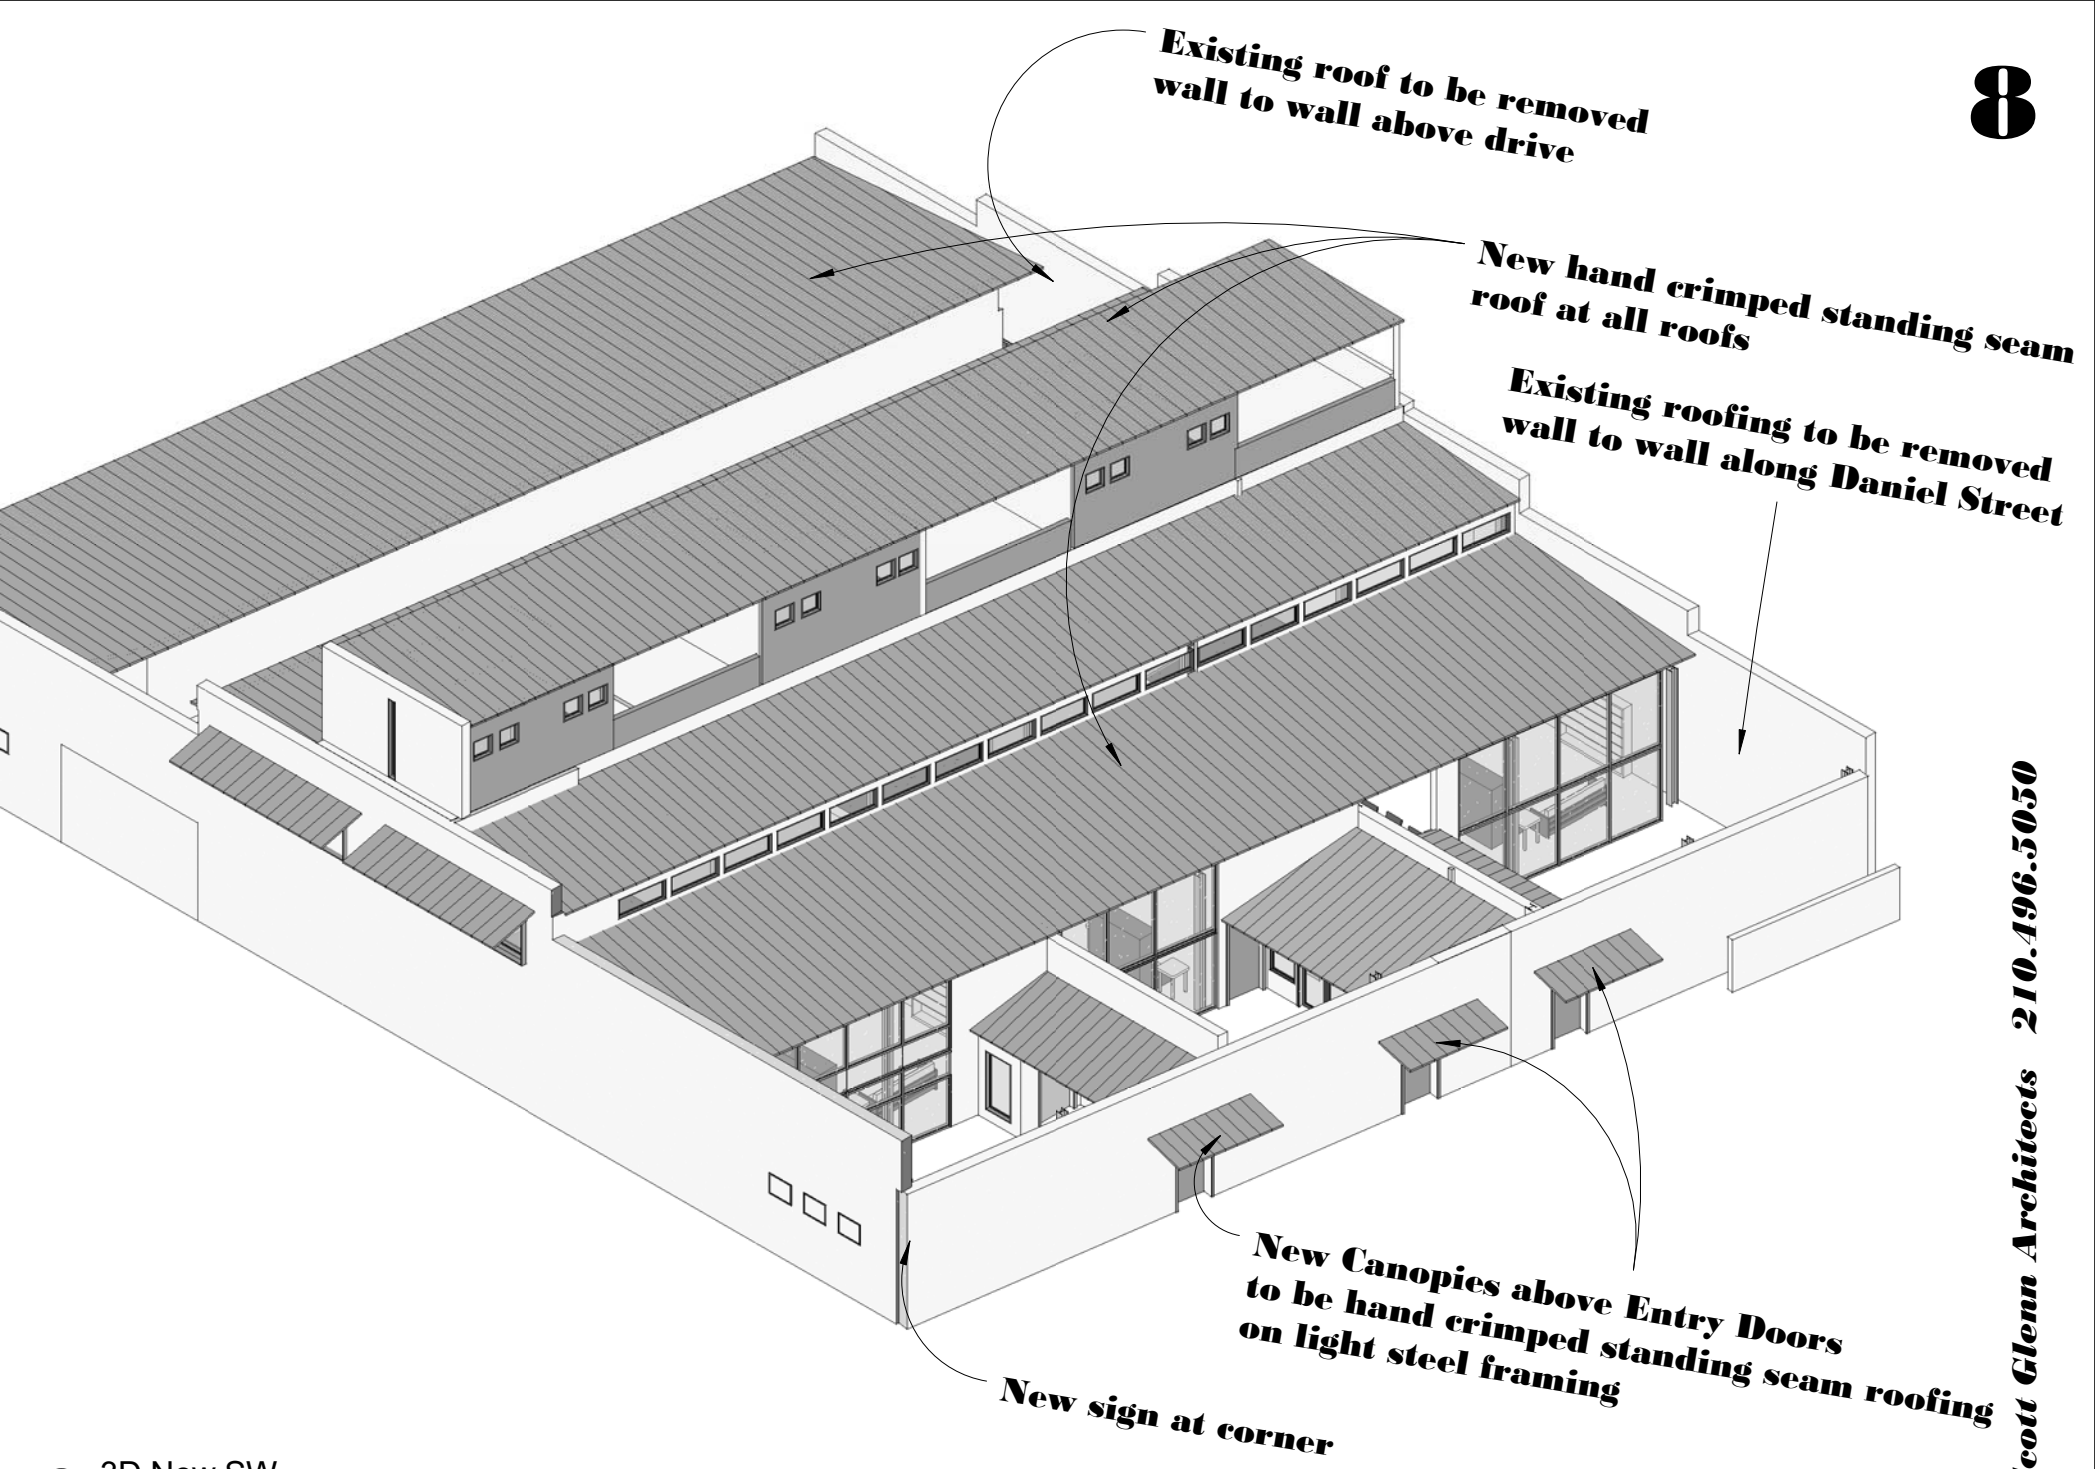 Existing roof to be removed
wall to wall above drive
8
New hand crimped standing seam
roof at all roofs
Existing roofing to be removed
wall to wall along Daniel Street
New Canopies above Entry Doors
to be hand crimped standing seam roofing
on light steel framing
New sign at corner
Glenn Architects 210.496.5050
3D New SW